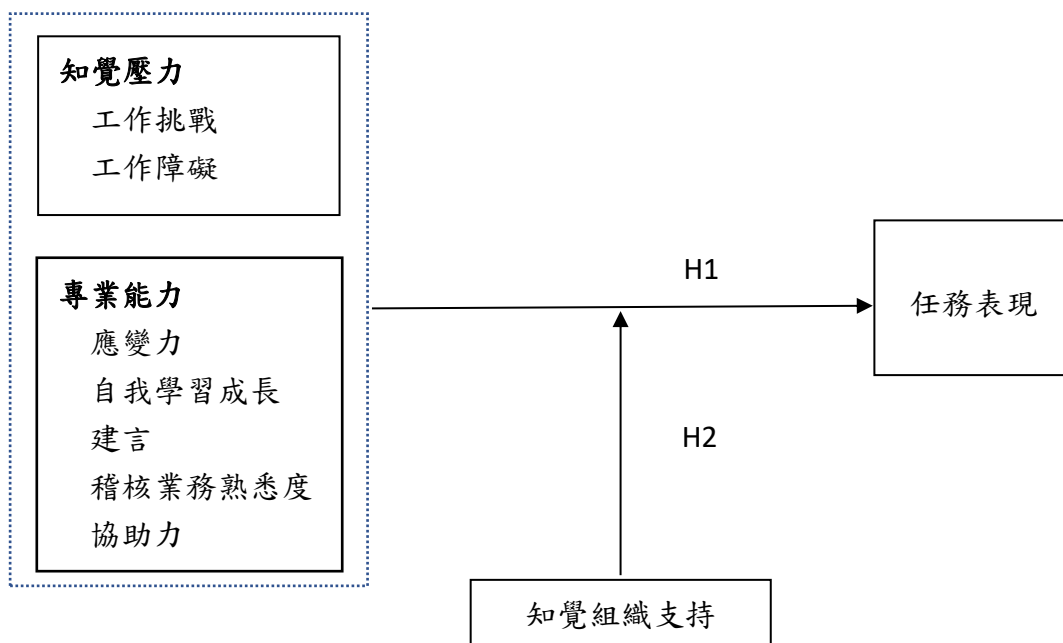 知覺壓力
工作挑戰
工作障礙
專業能力
應變力
自我學習成長
建言
稽核業務熟悉度
協助力
H1
任務表現
H2
知覺組織支持